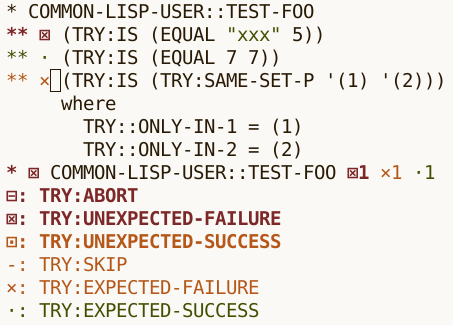 * COMMON-LISP-USER::TEST-FOO
** ⊠ (TRY:IS (EQUAL "xxx" 5))
** · (TRY:IS (EQUAL 7 7))
** × (TRY:IS (TRY:SAME-SET-P '(1) '(2)))
where
TRY::ONLY-IN-1 = (1)
TRY::ONLY-IN-2 = (2)
* ⊠ COMMON-LISP-USER::TEST-FOO ⊠1 ×1 ·1
⊟: TRY:ABORT
⊠: TRY:UNEXPECTED-FAILURE
⊡: TRY:UNEXPECTED-SUCCESS
-: TRY:SKIP
×: TRY:EXPECTED-FAILURE
·: TRY:EXPECTED-SUCCESS